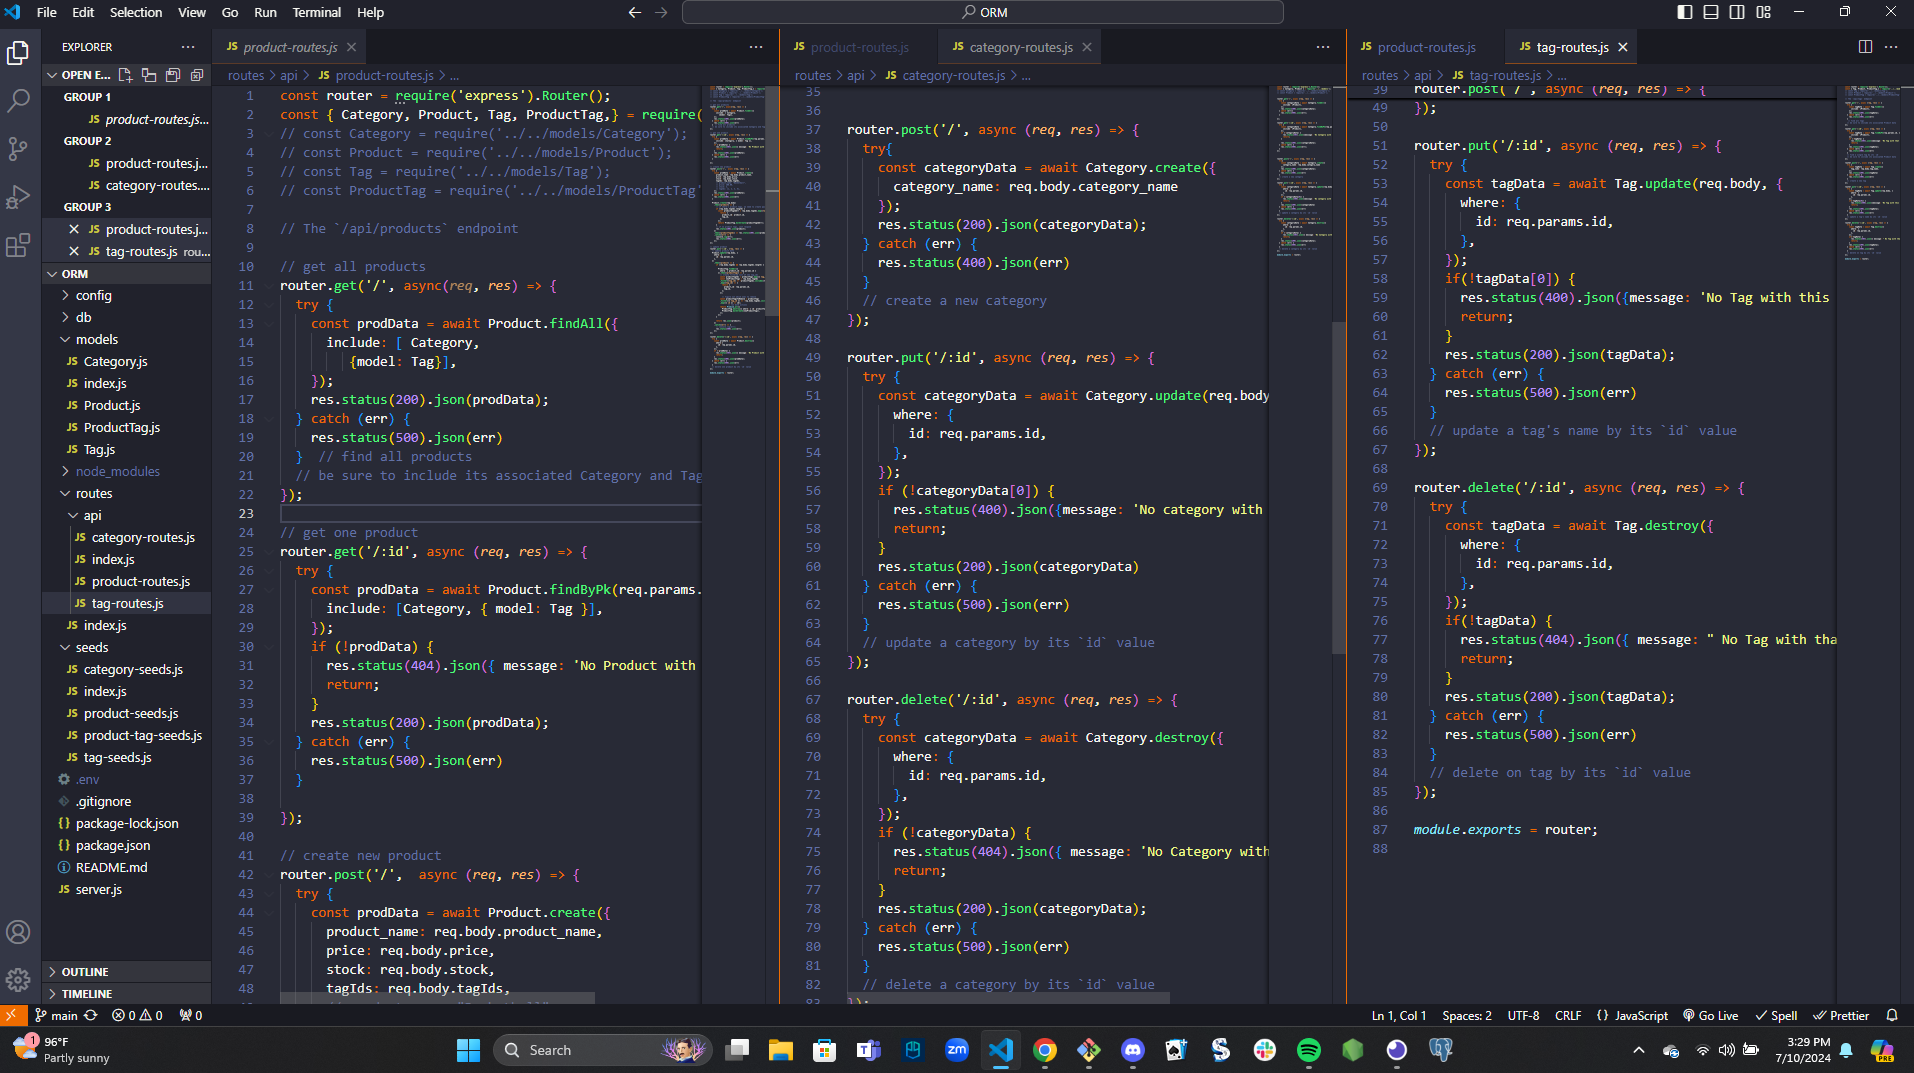 File Edit Selection View Go Run Terminal Help
ORM
EXPLORER
OPEN E...
GROUP 1
JS product-routes.js...
GROUP 2
JS product-routes.j...
JS category-routes....
GROUP 3
JS product-routes.j...
JS tag-routes.js rou...
ORM
config
db
models
JS Category.js
JS index.js
JS Product.js
JS ProductTag.js
JS Tag.js
node_modules
routes
api
JS category-routes.js
JS index.js
JS product-routes.js
JS tag-routes.js
JS index.js
seeds
JS category-seeds.js
JS index.js
JS product-seeds.js
JS product-tag-seeds.js
JS tag-seeds.js
.env
.gitignore
{} package-lock.json
{} package.json
README.md
JS server.js
OUTLINE
TIMELINE
JS product-routes.js
routes > api > JS product-routes.js > ...
1 const router = require('express').Router();
2 const { Category, Product, Tag, ProductTag,} = require(
3 // const Category = require('../../models/Category');
4 // const Product = require('../../models/Product');
5 // const Tag = require('../../models/Tag');
6 // const ProductTag = require('../../models/ProductTag'
7
8 // The `/api/products` endpoint
9
10 // get all products
11 router.get('/', async(req, res) => {
12 try {
13 const prodData = await Product.findAll({
14 include: [ Category,
15 {model: Tag}],
16 });
17 res.status(200).json(prodData);
18 } catch (err) {
19 res.status(500).json(err)
20 } // find all products
21 // be sure to include its associated Category and Tag
22 });
23
24 // get one product
25 router.get('/:id', async (req, res) => {
26 try {
27 const prodData = await Product.findByPk(req.params.
28 include: [Category, { model: Tag }],
29 });
30 if (!prodData) {
31 res.status(404).json({ message: 'No Product with
32 return;
33 }
34 res.status(200).json(prodData);
35 } catch (err) {
36 res.status(500).json(err)
37 }
38
39 });
40
41 // create new product
42 router.post('/', async (req, res) => {
43 try {
44 const prodData = await Product.create({
45 product_name: req.body.product_name,
46 price: req.body.price,
47 stock: req.body.stock,
48 tagIds: req.body.tagIds,
JS product-routes.js JS category-routes.js
routes > api > JS category-routes.js > ...
35
36
37 router.post('/', async (req, res) => {
38 try{
39 const categoryData = await Category.create({
40 category_name: req.body.category_name
41 });
42 res.status(200).json(categoryData);
43 } catch (err) {
44 res.status(400).json(err)
45 }
46 // create a new category
47 });
48
49 router.put('/:id', async (req, res) => {
50 try {
51 const categoryData = await Category.update(req.body
52 where: {
53 id: req.params.id,
54 },
55 });
56 if (!categoryData[0]) {
57 res.status(400).json({message: 'No category with
58 return;
59 }
60 res.status(200).json(categoryData)
61 } catch (err) {
62 res.status(500).json(err)
63 }
64 // update a category by its `id` value
65 });
66
67 router.delete('/:id', async (req, res) => {
68 try {
69 const categoryData = await Category.destroy({
70 where: {
71 id: req.params.id,
72 },
73 });
74 if (!categoryData) {
75 res.status(404).json({ message: 'No Category with
76 return;
77 }
78 res.status(200).json(categoryData);
79 } catch (err) {
80 res.status(500).json(err)
81 }
82 // delete a category by its `id` value
83 });
JS product-routes.js JS tag-routes.js
routes > api > JS tag-routes.js > ...
39 router.post('/', async (req, res) => {
49 });
50
51 router.put('/:id', async (req, res) => {
52 try {
53 const tagData = await Tag.update(req.body, {
54 where: {
55 id: req.params.id,
56 },
57 });
58 if(!tagData[0]) {
59 res.status(400).json({message: 'No Tag with this
60 return;
61 }
62 res.status(200).json(tagData);
63 } catch (err) {
64 res.status(500).json(err)
65 }
66 // update a tag's name by its `id` value
67 });
68
69 router.delete('/:id', async (req, res) => {
70 try {
71 const tagData = await Tag.destroy({
72 where: {
73 id: req.params.id,
74 },
75 });
76 if(!tagData) {
77 res.status(404).json({ message: " No Tag with tha
78 return;
79 }
80 res.status(200).json(tagData);
81 } catch (err) {
82 res.status(500).json(err)
83 }
84 // delete on tag by its `id` value
85 });
86
87 module.exports = router;
88
main 0 0 0
Ln 1, Col 1 Spaces: 2 UTF-8 CRLF {} JavaScript Go Live Spell Prettier
1
96°F
Partly sunny
Search
zm
3:29 PM
7/10/2024
PRE